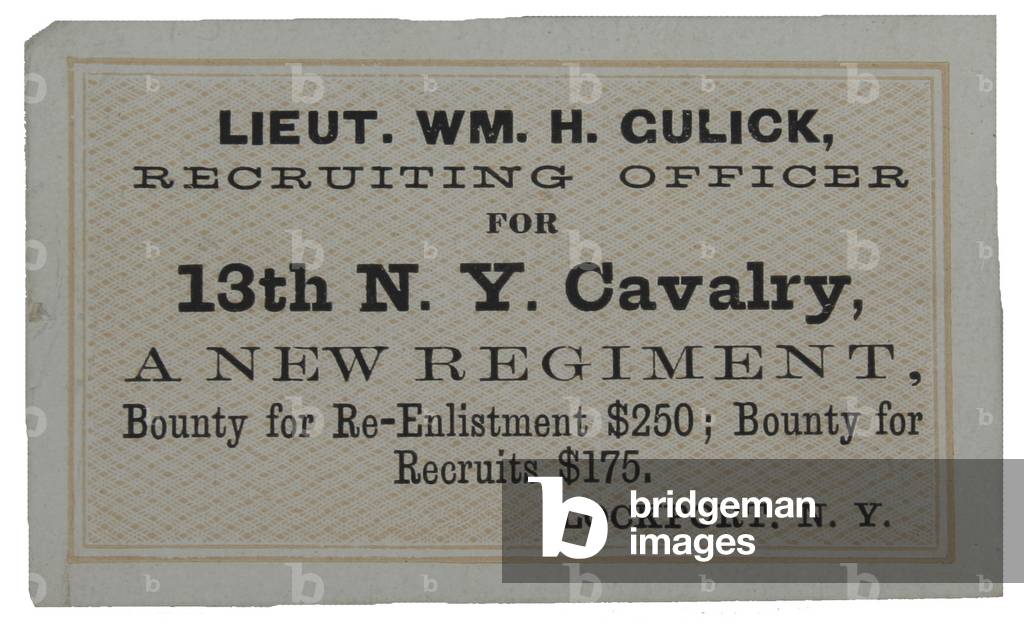 LIEUT. WM. H. GULICK,
RECRUITING OFFICER
FOR
13th N. Y. Cavalry,
A NEW REGIMENT,
Bounty for Re-Enlistment $250; Bounty for
Recruits $175.
LOCKPORT. N. Y.
b bridgeman
images